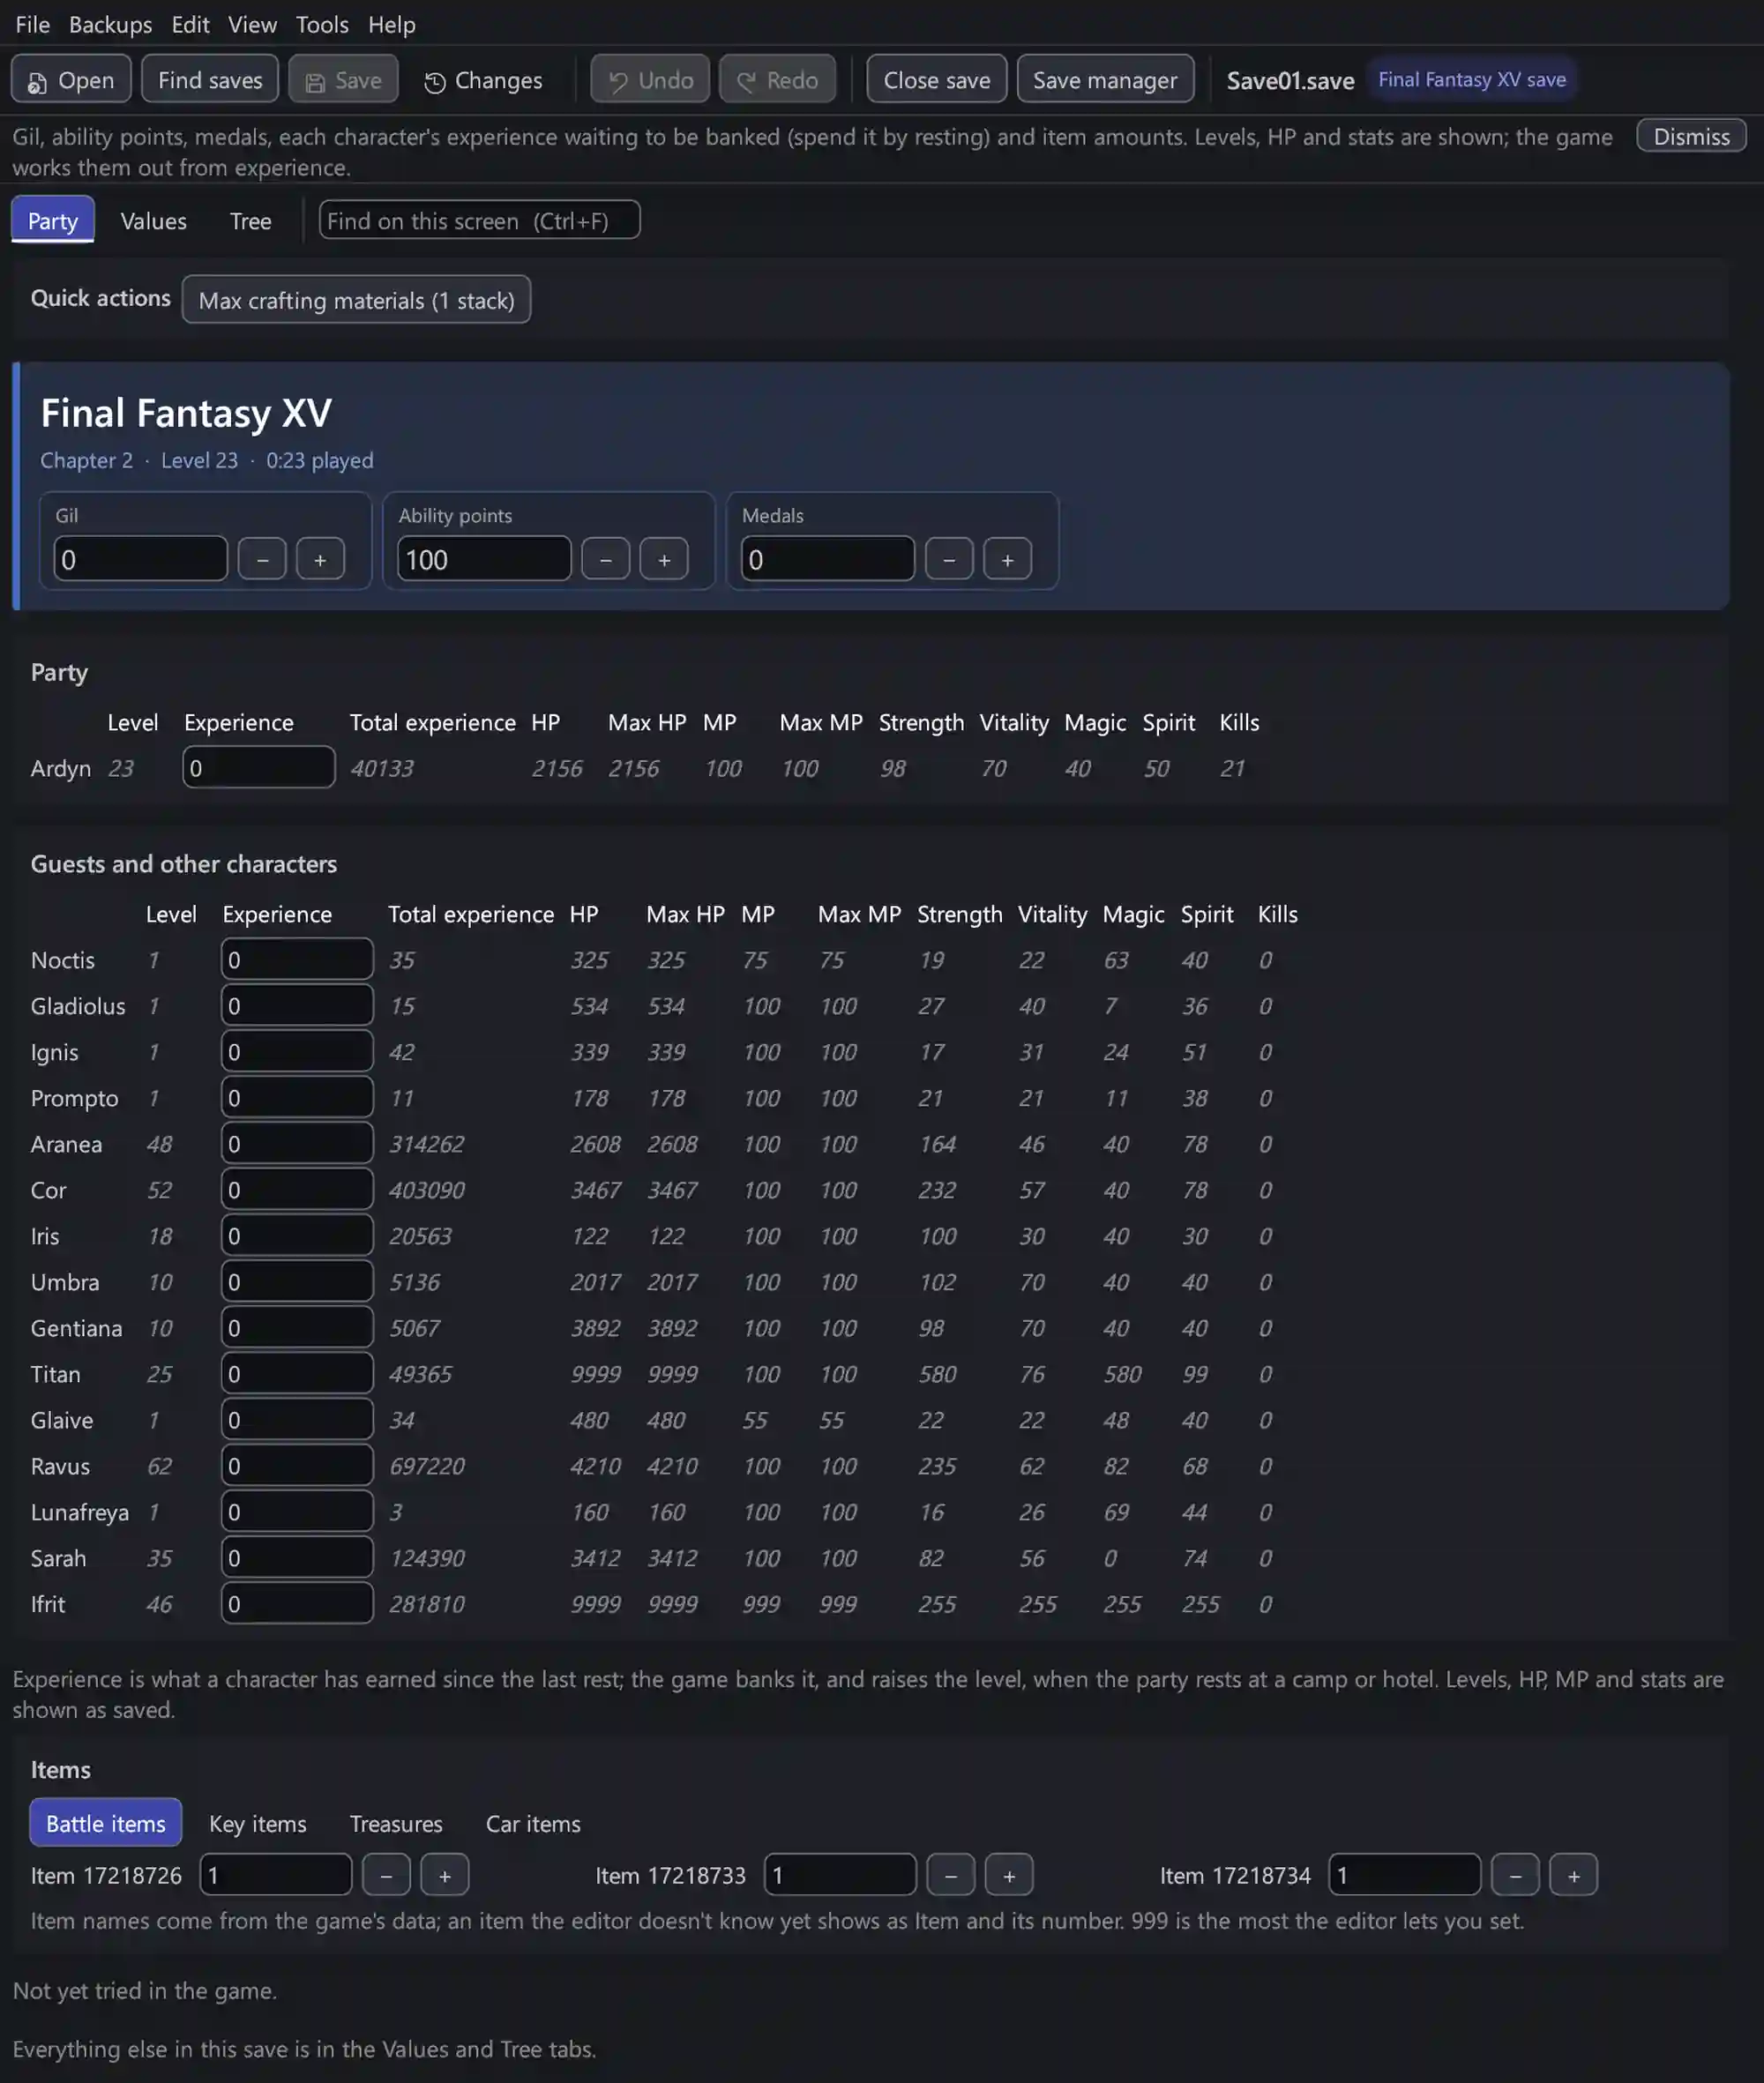 File Backups Edit View Tools Help
Open Find saves Save Changes Undo Redo Close save Save manager Save01.save Final Fantasy XV save
Gil, ability points, medals, each character's experience waiting to be banked (spend it by resting) and item amounts. Levels, HP and stats are shown; the game Dismiss
works them out from experience.
Party Values Tree Find on this screen (Ctrl+F)
Quick actions Max crafting materials (1 stack)
Final Fantasy XV
Chapter 2 · Level 23 · 0:23 played
Gil Ability points Medals
0 − + 100 − + 0 − +
Party
Level Experience Total experience HP Max HP MP Max MP Strength Vitality Magic Spirit Kills
Ardyn 23 0 40133 2156 2156 100 100 98 70 40 50 21
Guests and other characters
Level Experience Total experience HP Max HP MP Max MP Strength Vitality Magic Spirit Kills
Noctis 1 0 35 325 325 75 75 19 22 63 40 0
Gladiolus 1 0 15 534 534 100 100 27 40 7 36 0
Ignis 1 0 42 339 339 100 100 17 31 24 51 0
Prompto 1 0 11 178 178 100 100 21 21 11 38 0
Aranea 48 0 314262 2608 2608 100 100 164 46 40 78 0
Cor 52 0 403090 3467 3467 100 100 232 57 40 78 0
Iris 18 0 20563 122 122 100 100 100 30 40 30 0
Umbra 10 0 5136 2017 2017 100 100 102 70 40 40 0
Gentiana 10 0 5067 3892 3892 100 100 98 70 40 40 0
Titan 25 0 49365 9999 9999 100 100 580 76 580 99 0
Glaive 1 0 34 480 480 55 55 22 22 48 40 0
Ravus 62 0 697220 4210 4210 100 100 235 62 82 68 0
Lunafreya 1 0 3 160 160 100 100 16 26 69 44 0
Sarah 35 0 124390 3412 3412 100 100 82 56 0 74 0
Ifrit 46 0 281810 9999 9999 999 999 255 255 255 255 0
Experience is what a character has earned since the last rest; the game banks it, and raises the level, when the party rests at a camp or hotel. Levels, HP, MP and stats are
shown as saved.
Items
Battle items Key items Treasures Car items
Item 17218726 1 − + Item 17218733 1 − + Item 17218734 1 − +
Item names come from the game's data; an item the editor doesn't know yet shows as Item and its number. 999 is the most the editor lets you set.
Not yet tried in the game.
Everything else in this save is in the Values and Tree tabs.